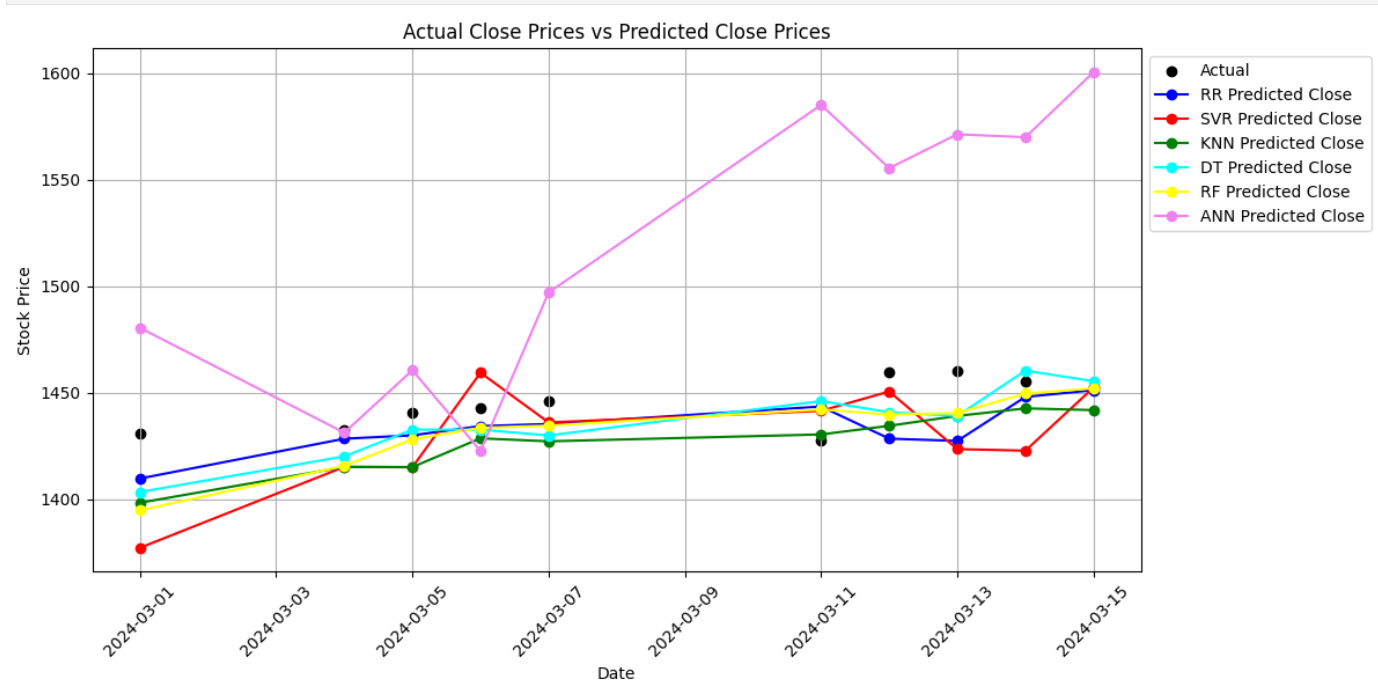 Actual Close Prices vs Predicted Close Prices
1600
1550
1500
1450
1400
Stock Price
2024-03-01
2024-03-03
2024-03-05
2024-03-07
2024-03-09
2024-03-11
2024-03-13
2024-03-15
Date
Actual
RR Predicted Close
SVR Predicted Close
KNN Predicted Close
DT Predicted Close
RF Predicted Close
ANN Predicted Close